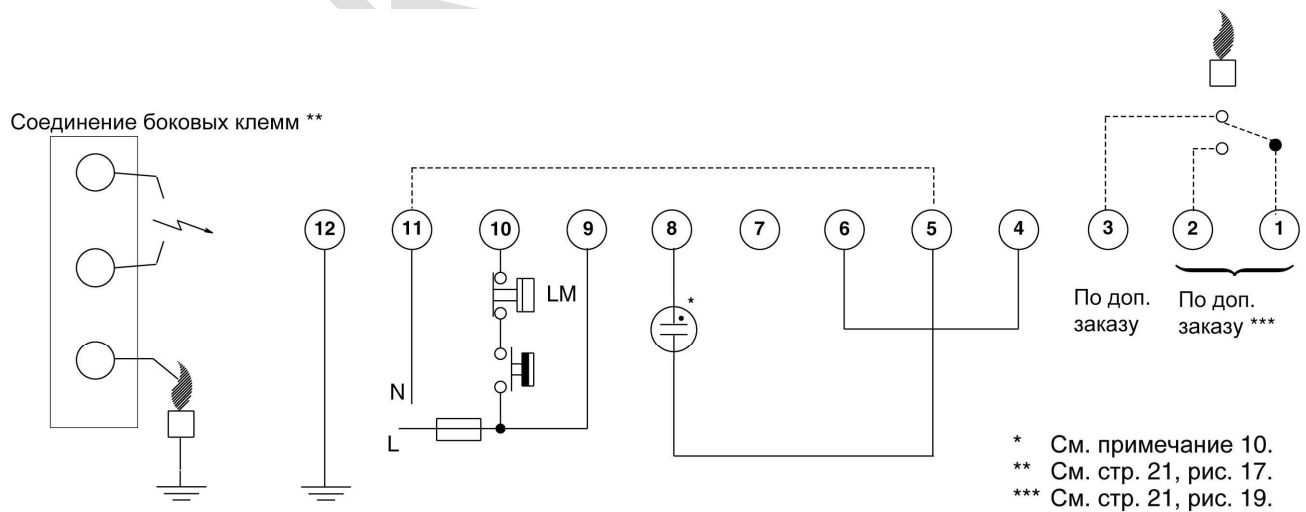 Соединение боковых клемм **
12
11
10
9
8
7
6
5
4
3
2
1
LM
*
N
L
По доп.
заказу
По доп.
заказу ***
* См. примечание 10.
** См. стр. 21, рис. 17.
*** См. стр. 21, рис. 19.